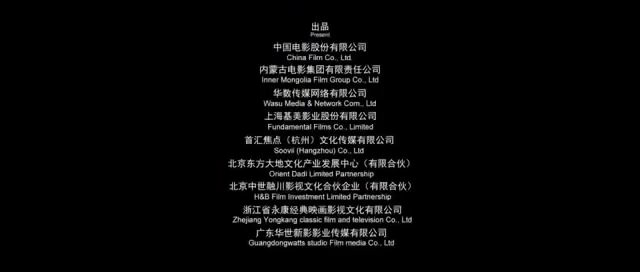 出品
Present
中国电影股份有限公司
China Film Co., Ltd.
内蒙古电影集团有限责任公司
Inner Mongolia Film Group Co., Ltd
华数传媒网络有限公司
Wasu Media & Network Com., Ltd
上海基美影业股份有限公司
Fundamental Films Co., Limited
首汇焦点（杭州）文化传媒有限公司
Soovii (Hangzhou) Co., Ltd
北京东方大地文化产业发展中心（有限合伙）
Orient Dadi Limited Partnership
北京中世融川影视文化合伙企业（有限合伙）
H&B Film Investment Limited Partnership
浙江省永康经典映画影视文化有限公司
Zhejiang Yongkang classic film and television Co., Ltd
广东华世新影影业传媒有限公司
Guangdongwatts studio Film media Co., Ltd